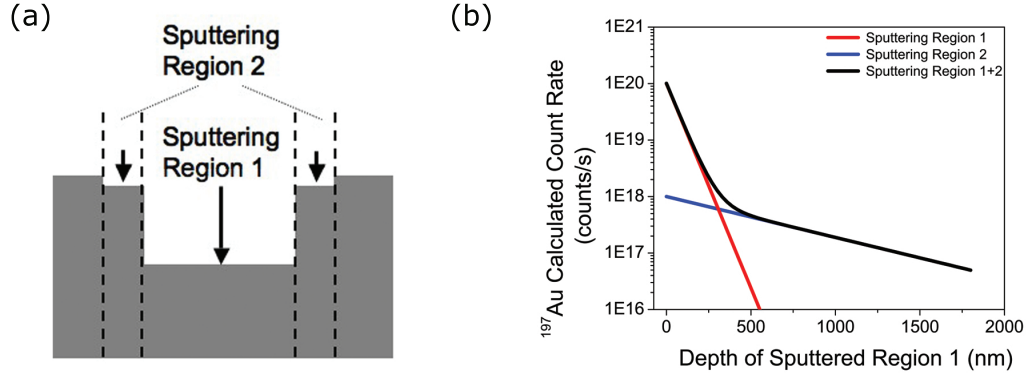 (a)
Sputtering
Region 2
Sputtering
Region 1
(b)
1E21
1E20
1E19
1E18
1E17
1E16
¹⁹⁷Au Calculated Count Rate
(counts/s)
Sputtering Region 1
Sputtering Region 2
Sputtering Region 1+2
0 500 1000 1500 2000
Depth of Sputtered Region 1 (nm)